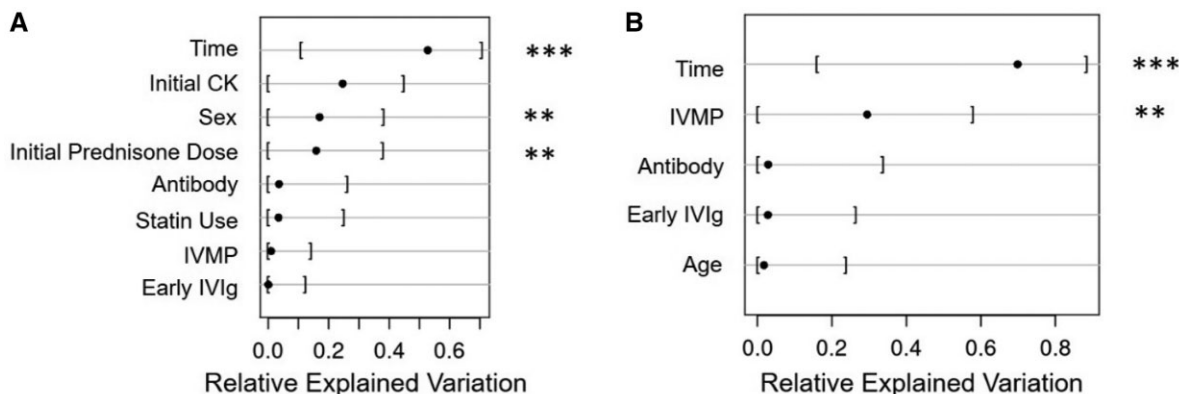 A
Time
***
Initial CK
Sex
**
Initial Prednisone Dose
**
Antibody
Statin Use
IVMP
Early IVIg
0.0 0.2 0.4 0.6
Relative Explained Variation
B
Time
***
IVMP
**
Antibody
Early IVIg
Age
0.0 0.2 0.4 0.6 0.8
Relative Explained Variation